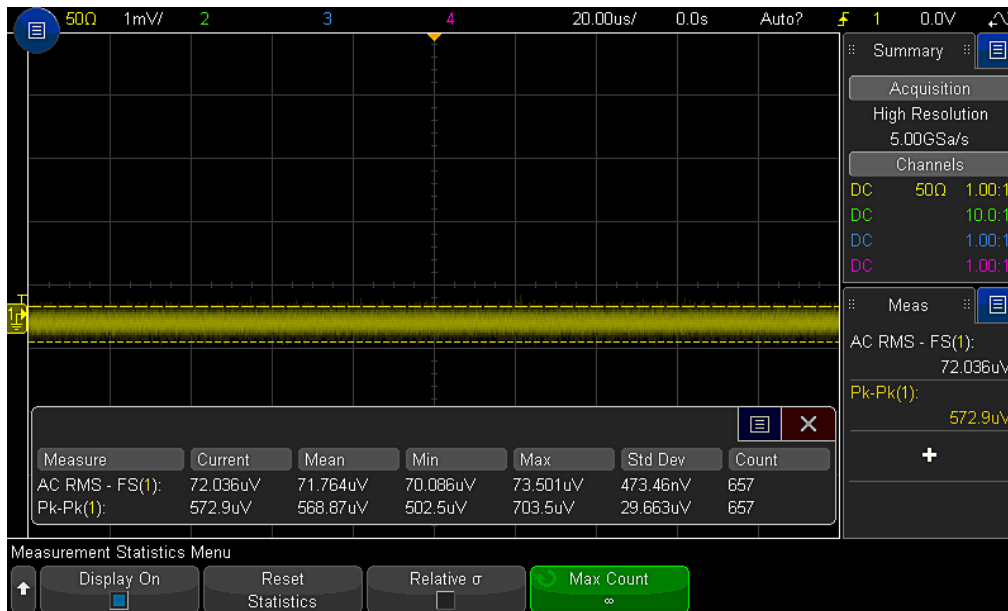 50Ω 1mV/ 2 3 4 20.00us/ 0.0s Auto? 1 0.0V
Summary
Acquisition
High Resolution
5.00GSa/s
Channels
DC 50Ω 1.00:1
DC 10.0:1
DC 1.00:1
DC 1.00:1
T
1
Meas
AC RMS - FS(1):
72.036uV
Pk-Pk(1):
572.9uV
+
Measure Current Mean Min Max Std Dev Count
AC RMS - FS(1): 72.036uV 71.764uV 70.086uV 73.501uV 473.46nV 657
Pk-Pk(1): 572.9uV 568.87uV 502.5uV 703.5uV 29.663uV 657
Measurement Statistics Menu
Display On
Reset
Statistics
Relative σ
Max Count
∞